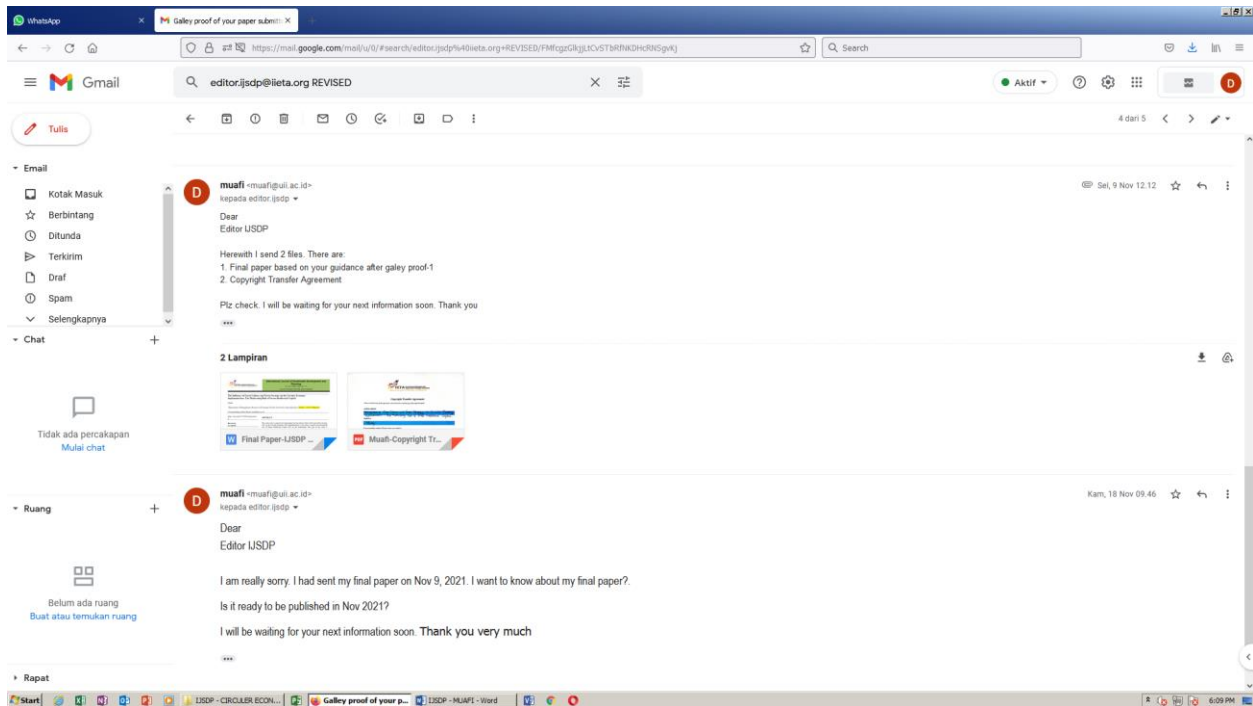 WhatsApp
Galley proof of your paper submit
https://mail.google.com/mail/u/0/#search/editor.ijsdp%40iieta.org+REVISED/FMfcgzGlkjjLtCvSTbRfNKDHcRNSgvKj
Search
Gmail
editor.ijsdp@iieta.org REVISED
Aktif
D
Tulis
4 dari 5
Email
Kotak Masuk
Berbintang
Ditunda
Terkirim
Draf
Spam
Selengkapnya
Chat
Tidak ada percakapan
Mulai chat
Ruang
Belum ada ruang
Buat atau temukan ruang
Rapat
D
muafi <muafi@uii.ac.id>
Sel, 9 Nov 12.12
kepada editor.ijsdp
Dear
Editor IJSDP
Herewith I send 2 files. There are:
1. Final paper based on your guidance after galey proof-1
2. Copyright Transfer Agreement
Plz check. I will be waiting for your next information soon. Thank you
2 Lampiran
Copyright Transfer Agreement
W Final Paper-IJSDP ...
PDF Muafi-Copyright Tr...
D
muafi <muafi@uii.ac.id>
Kam, 18 Nov 09.46
kepada editor.ijsdp
Dear
Editor IJSDP
I am really sorry. I had sent my final paper on Nov 9, 2021. I want to know about my final paper?.
Is it ready to be published in Nov 2021?
I will be waiting for your next information soon. Thank you very much
Start
IJSDP - CIRCULER ECON...
Galley proof of your p...
IJSDP - MUAFI - Word
6:09 PM